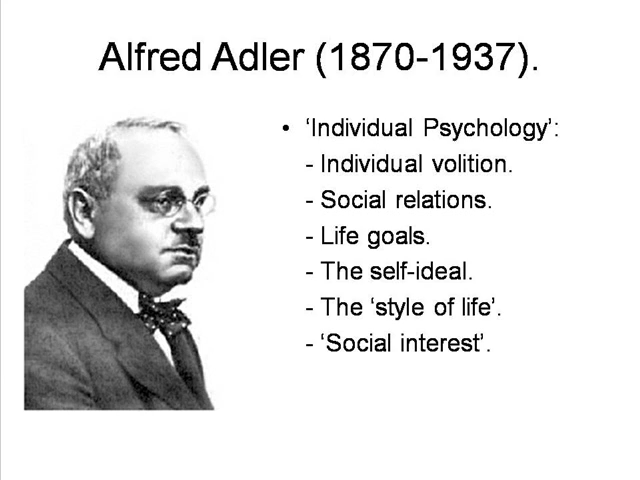 Alfred Adler (1870-1937).
• ‘Individual Psychology’:
- Individual volition.
- Social relations.
- Life goals.
- The self-ideal.
- The ‘style of life’.
- ‘Social interest’.